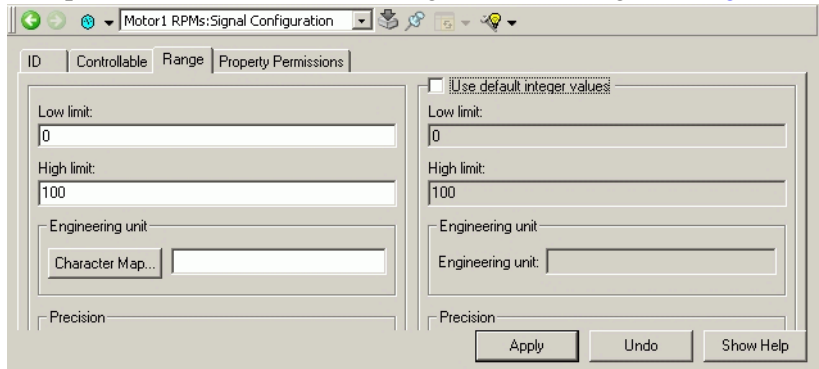 Motor1 RPMs:Signal Configuration
ID Controllable Range Property Permissions
Use default integer values
Low limit:
0
High limit:
100
Engineering unit
Character Map...
Precision
Low limit:
0
High limit:
100
Engineering unit
Engineering unit:
Precision
Apply Undo Show Help